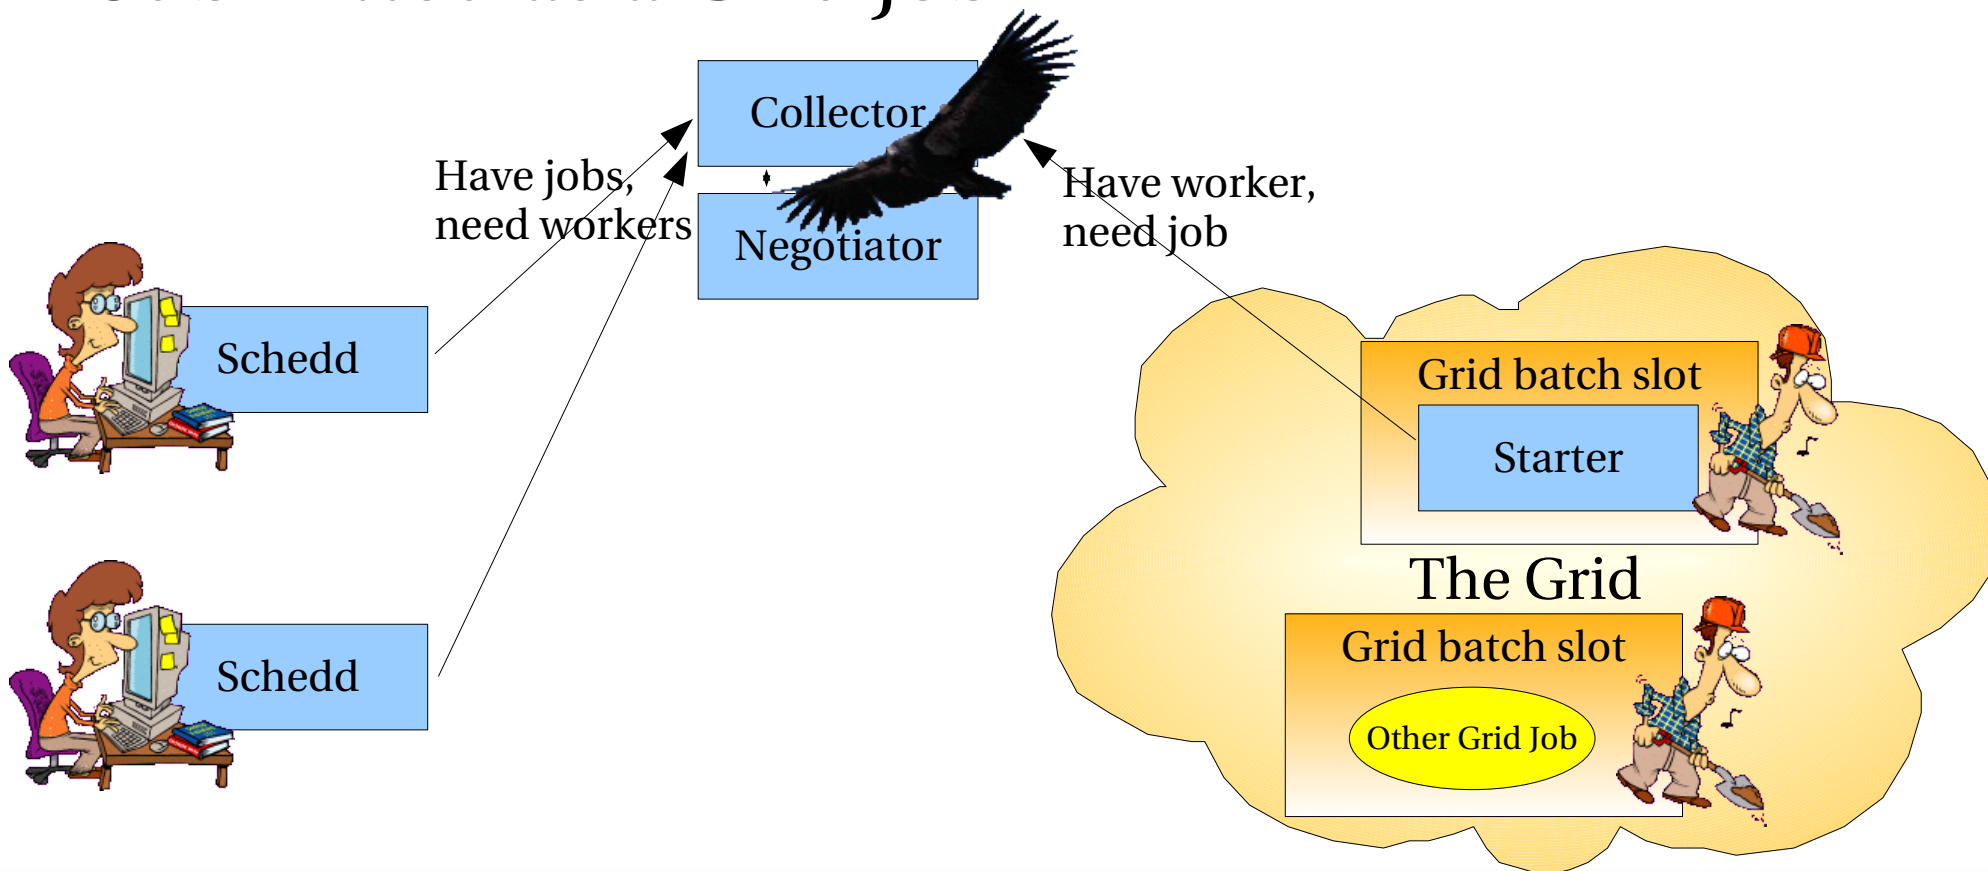 Collector
Have jobs,
need workers
Have worker,
need job
Negotiator
Schedd
Grid batch slot
Starter
The Grid
Schedd
Grid batch slot
Other Grid Job